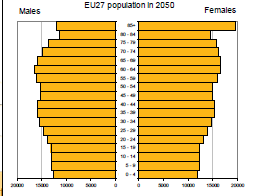 EU27 population in 2050
Males
Females
85+
80 - 84
75 - 79
70 - 74
65 - 69
60 - 64
55 - 59
50 - 54
45 - 49
40 - 44
35 - 39
30 - 34
25 - 29
20 - 24
15 - 19
10 - 14
5 - 9
0 - 4
20000 15000 10000 5000 0
0 5000 10000 15000 20000